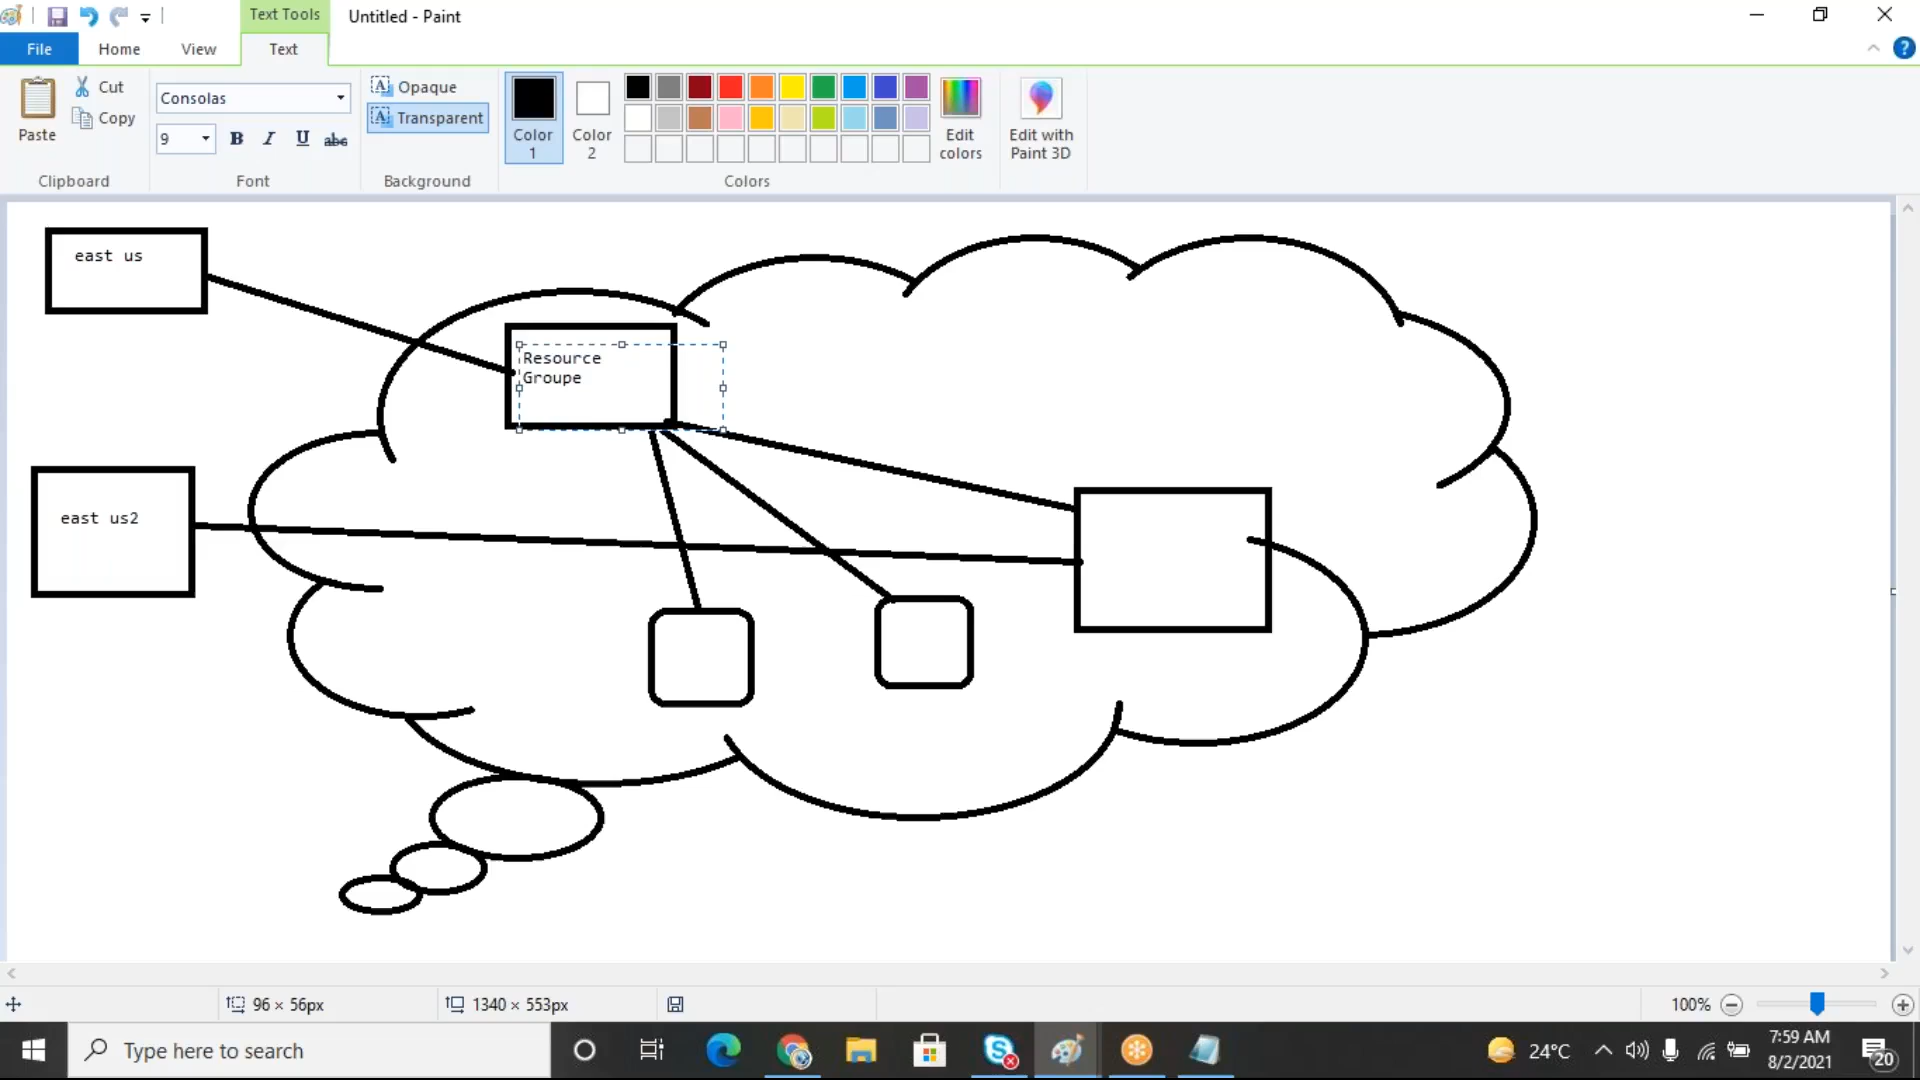 Text Tools
Untitled - Paint
File
Home
View
Text
Paste
Cut
Copy
Clipboard
Consolas
9
B
I
U
abc
Font
Opaque
Transparent
Background
Color
1
Color
2
Edit
colors
Colors
Edit with
Paint 3D
east us
Resource
Groupe
east us2
96 × 56px
1340 × 553px
100%
Type here to search
24°C
7:59 AM
8/2/2021
20